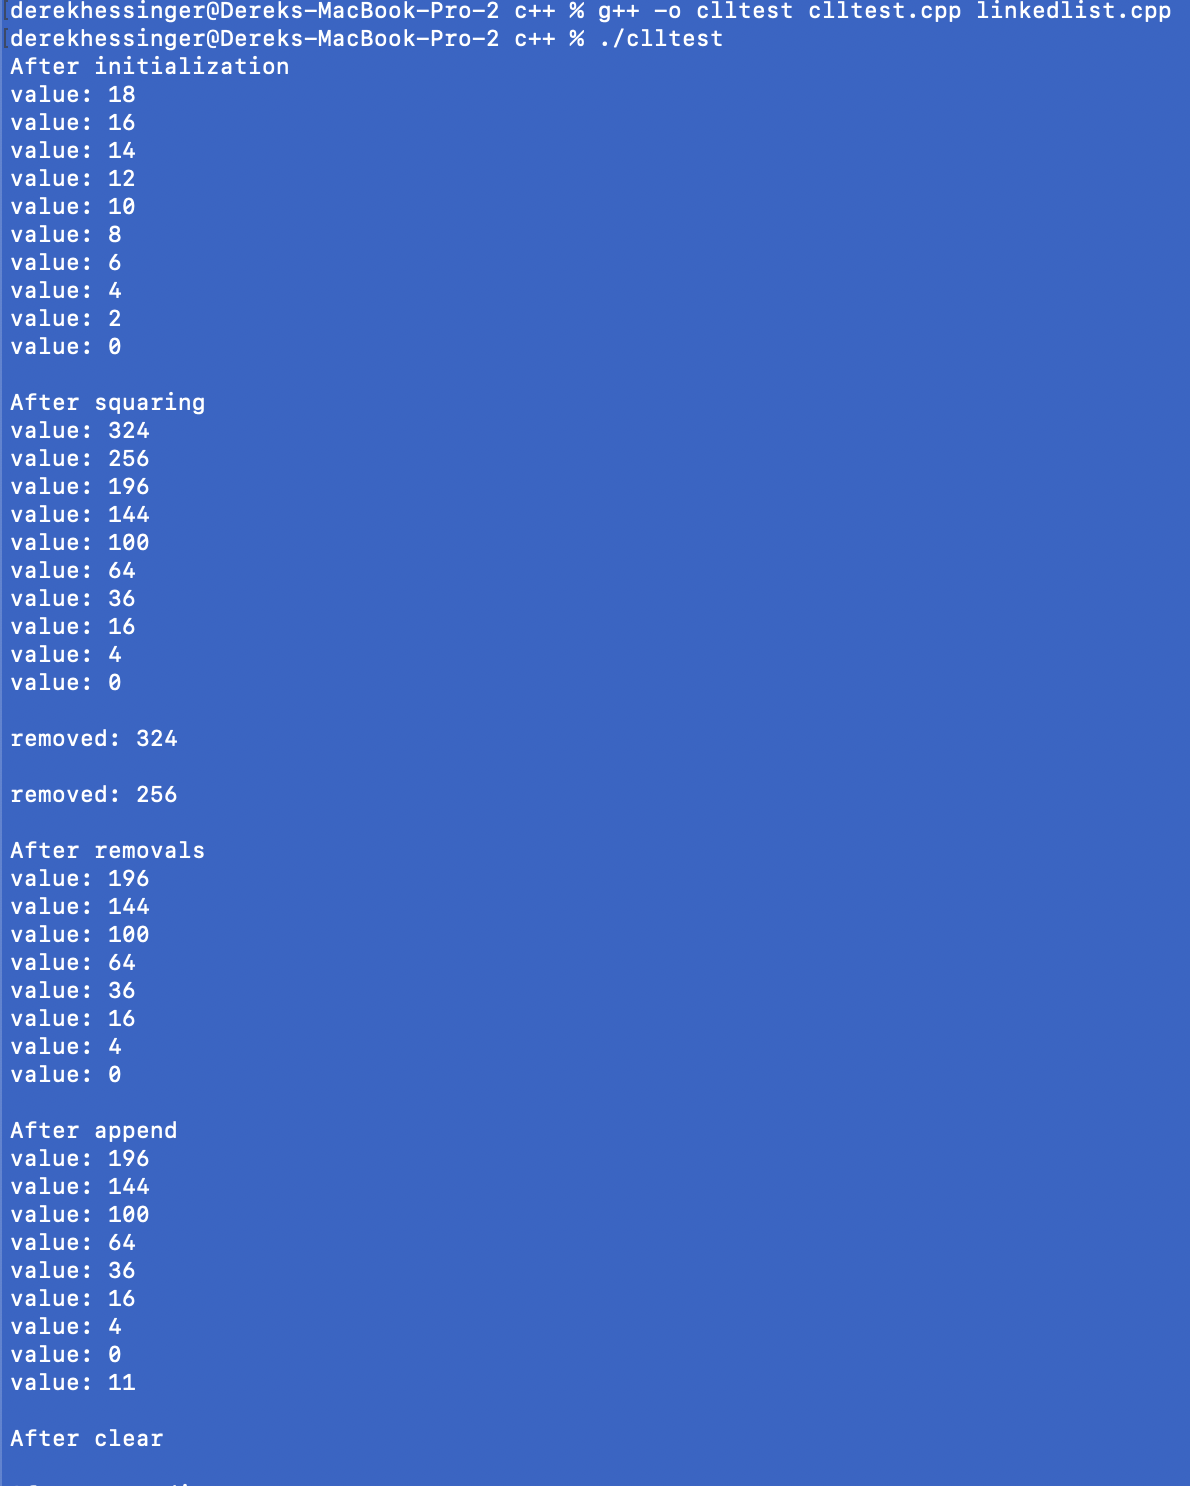 derekhessinger@Dereks-MacBook-Pro-2 c++ % g++ -o clltest clltest.cpp linkedlist.cpp
derekhessinger@Dereks-MacBook-Pro-2 c++ % ./clltest
After initialization
value: 18
value: 16
value: 14
value: 12
value: 10
value: 8
value: 6
value: 4
value: 2
value: 0

After squaring
value: 324
value: 256
value: 196
value: 144
value: 100
value: 64
value: 36
value: 16
value: 4
value: 0

removed: 324

removed: 256

After removals
value: 196
value: 144
value: 100
value: 64
value: 36
value: 16
value: 4
value: 0

After append
value: 196
value: 144
value: 100
value: 64
value: 36
value: 16
value: 4
value: 0
value: 11

After clear